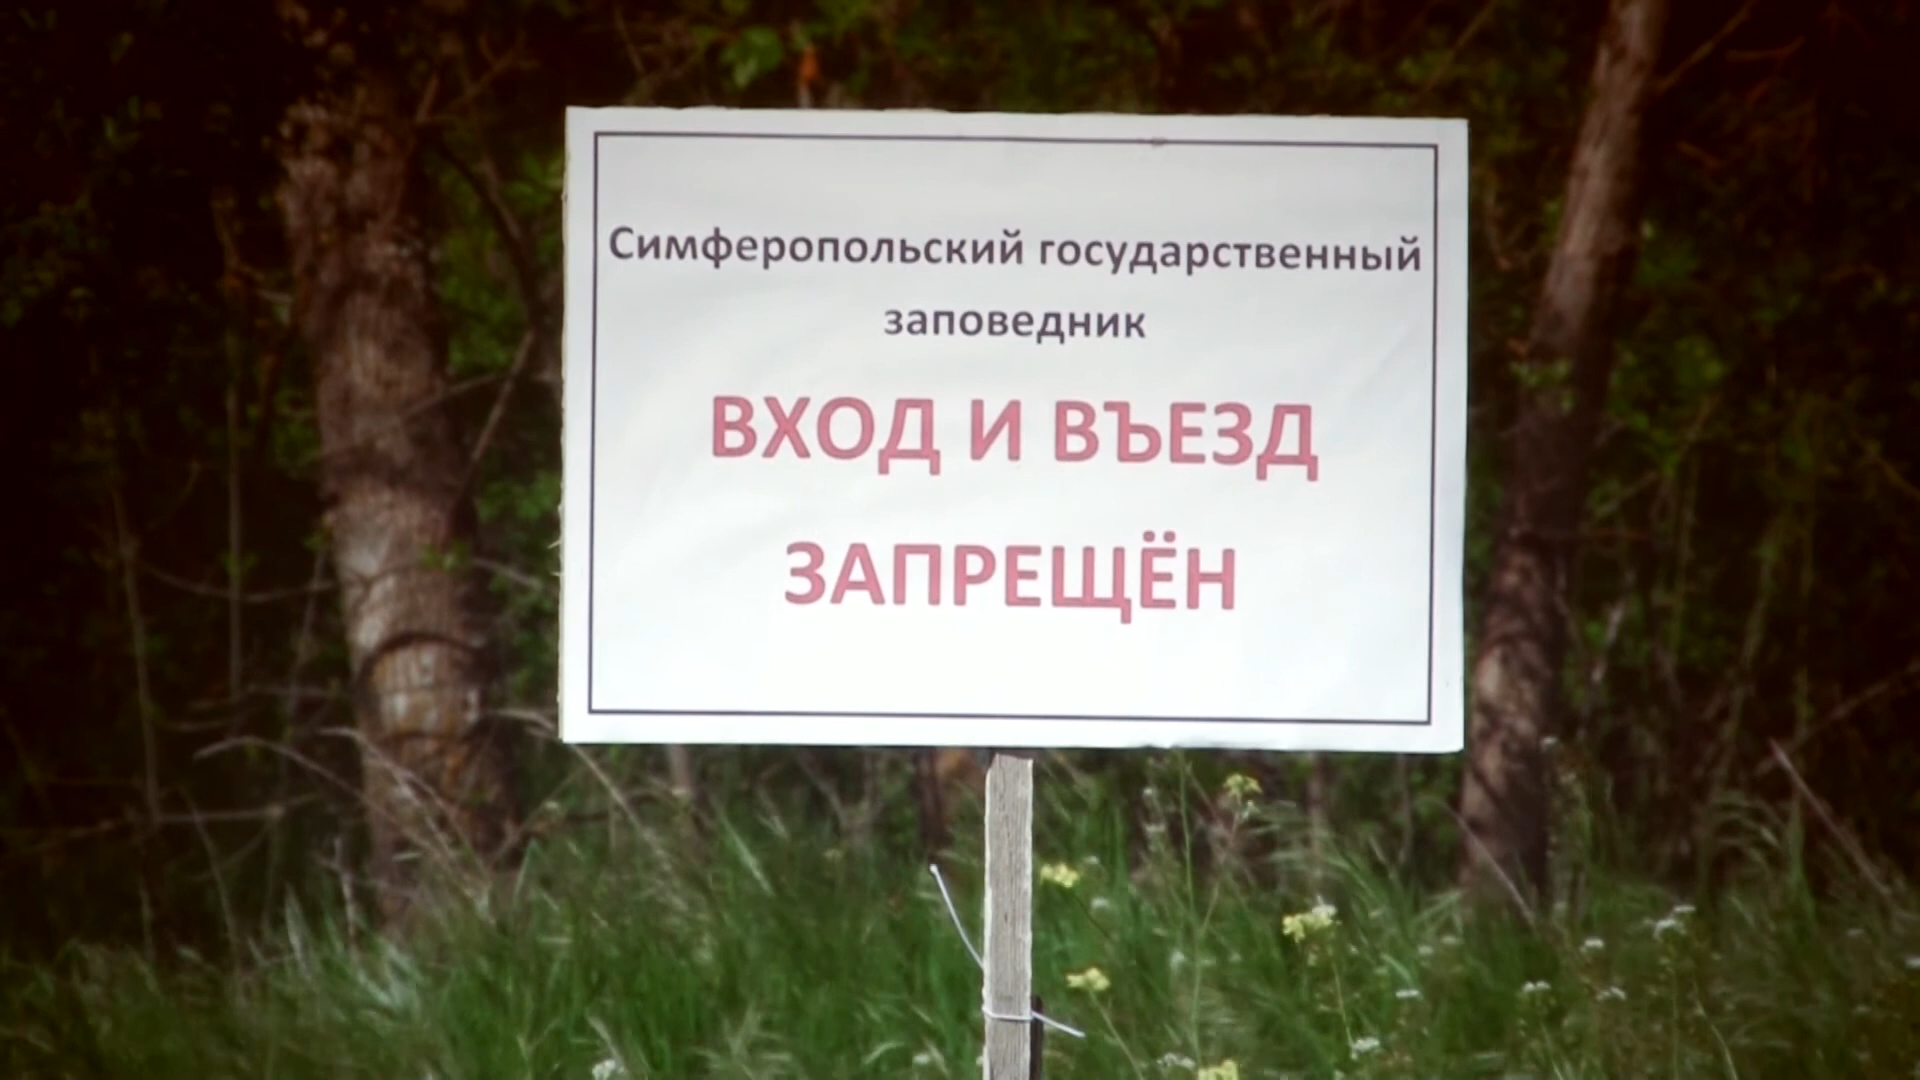 Симферопольский государственный
заповедник
ВХОД И ВЪЕЗД
ЗАПРЕЩЁН